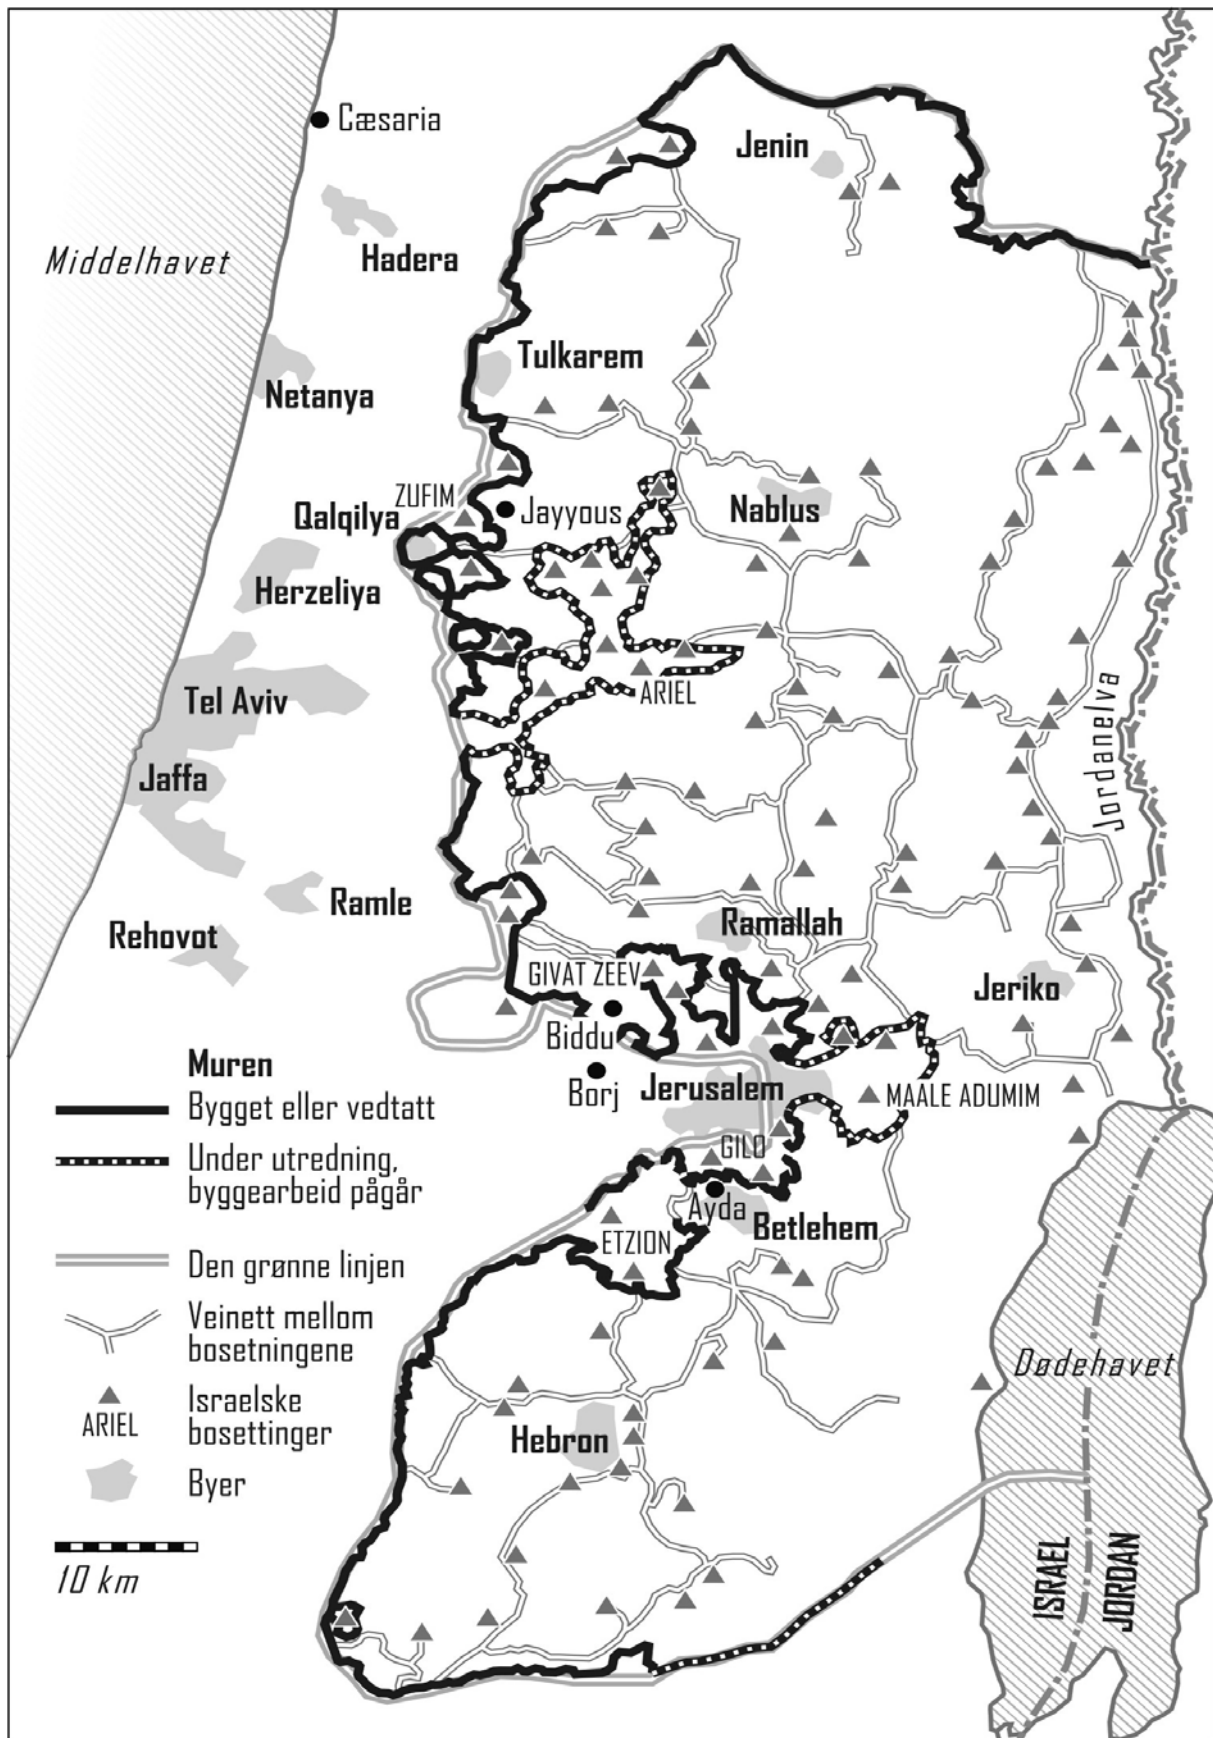 Cæsaria
Jenin
Middelhavet
Hadera
Tulkarem
Netanya
ZUFIM
Qalqilya
Jayyous
Nablus
Herzeliya
Tel Aviv
ARIEL
Jordanelva
Jaffa
Ramle
Ramallah
Rehovot
GIVAT ZEEV
Jeriko
Biddu
Muren
Borj
Jerusalem
MAALE ADUMIM
Bygget eller vedtatt
Under utredning,
byggearbeid pågår
GILO
Ayda
Betlehem
ETZION
Den grønne linjen
Veinett mellom
bosetningene
Dødehavet
Israelske
bosettinger
ARIEL
Hebron
Byer
10 km
ISRAEL
JORDAN